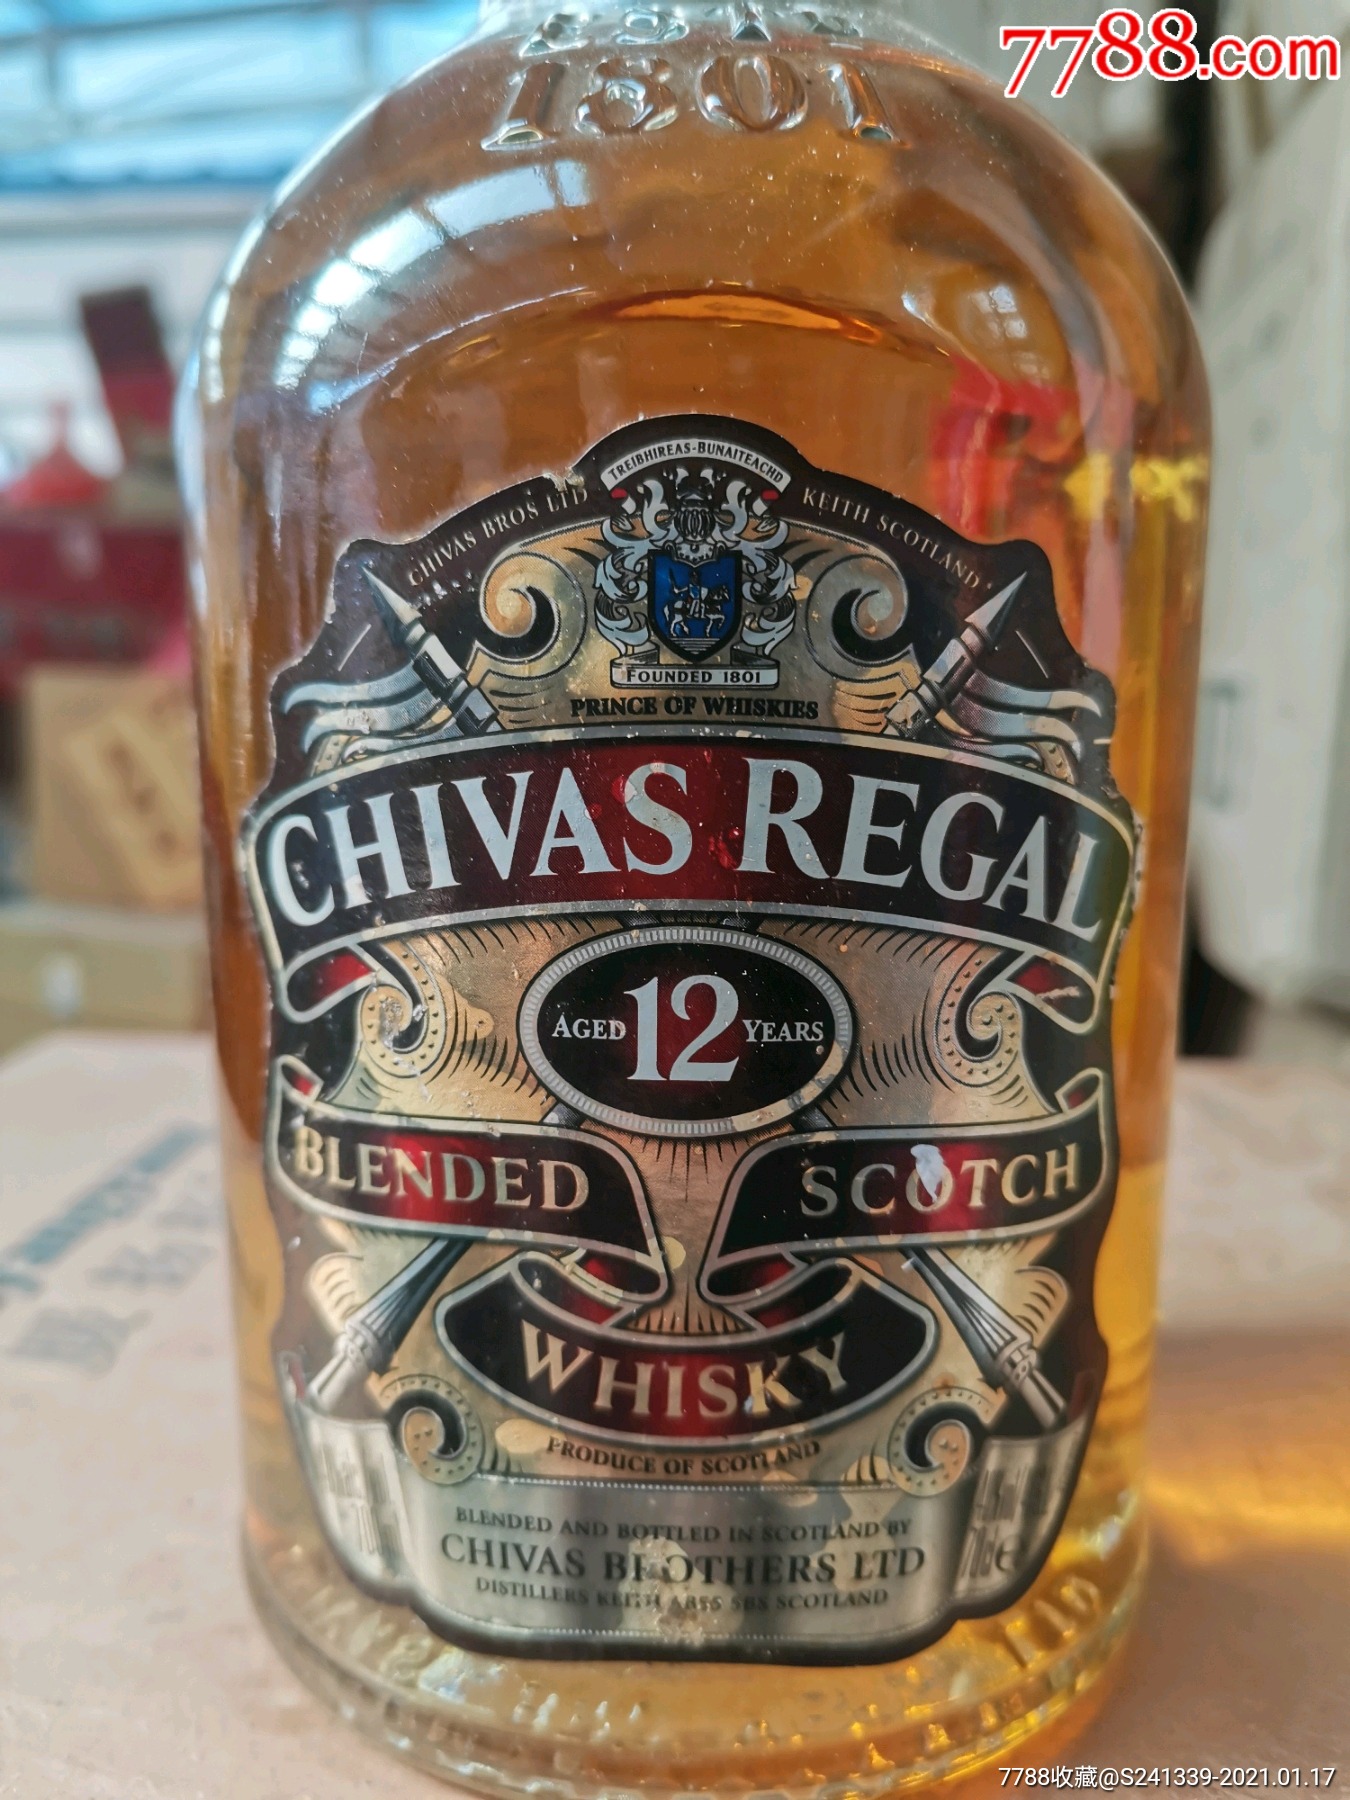 7788.com
1801
TREIBHIREAS-BUNAITEACHD
CHIVAS BROS LTD
KEITH SCOTLAND
FOUNDED 1801
PRINCE OF WHISKIES
CHIVAS REGAL
AGED 12 YEARS
BLENDED SCOTCH
WHISKY
PRODUCE OF SCOTLAND
BLENDED AND BOTTLED IN SCOTLAND BY
CHIVAS BROTHERS LTD
DISTILLERS KEITH AB55 5BS SCOTLAND
7788收藏@S241339-2021.01.17